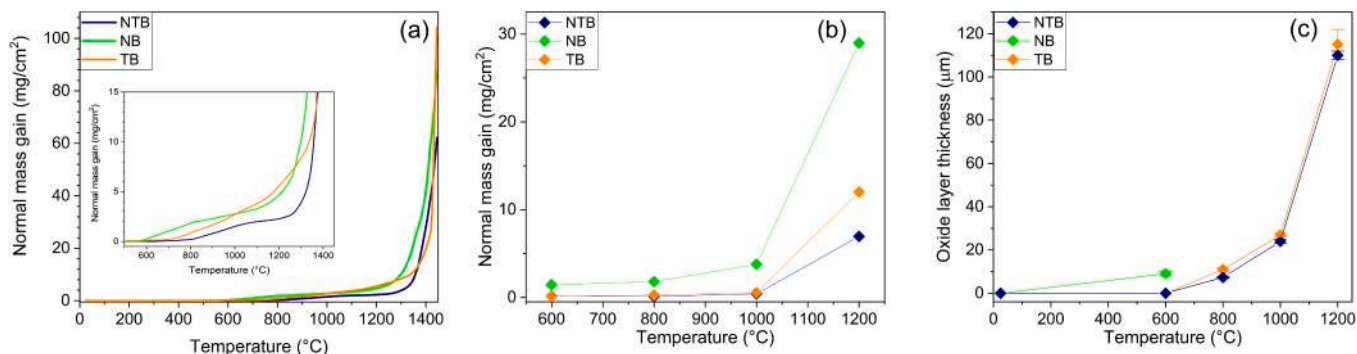 (a)
NTB
NB
TB
Normal mass gain (mg/cm²)
100
80
60
40
20
0
0 200 400 600 800 1000 1200 1400
Temperature (°C)
Normal mass gain (mg/cm²)
15
10
5
0
600 800 1000 1200 1400
Temperature (°C)
(b)
NTB
NB
TB
Normal mass gain (mg/cm²)
30
20
10
0
600 700 800 900 1000 1100 1200
Temperature (°C)
(c)
NTB
NB
TB
Oxide layer thickness (μm)
120
100
80
60
40
20
0
0 200 400 600 800 1000 1200
Temperature (°C)